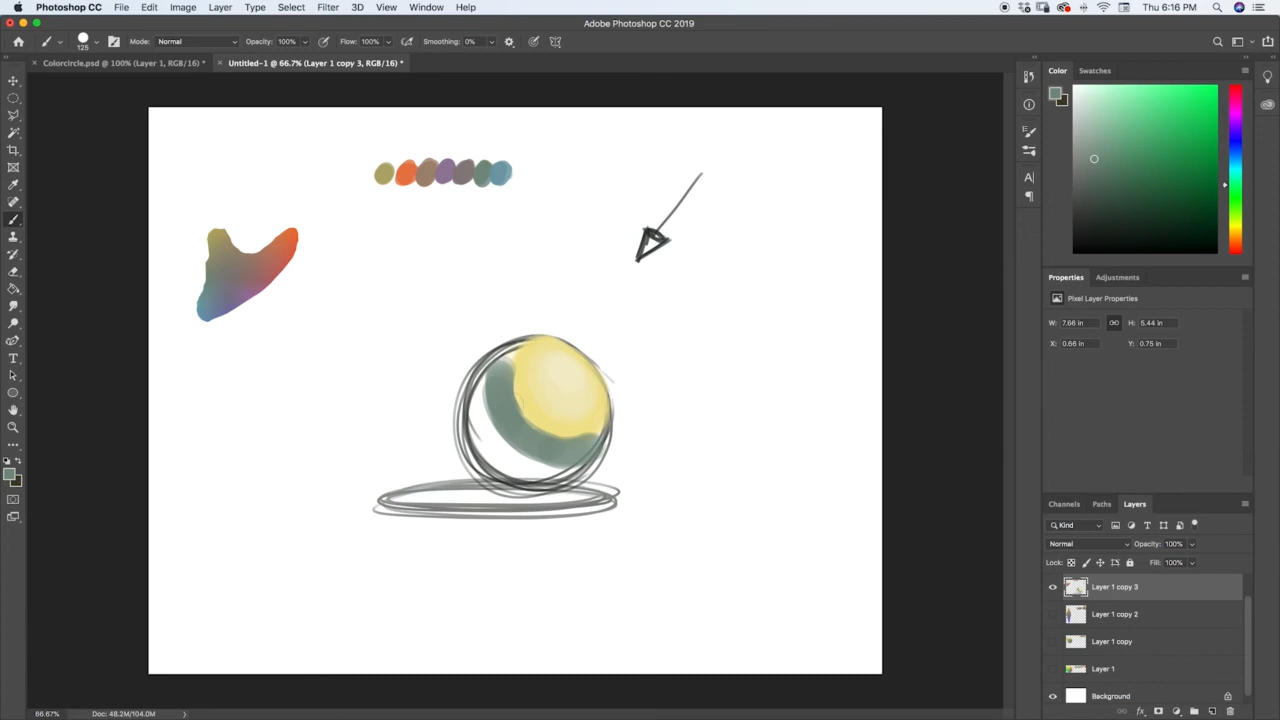 Photoshop CC File Edit Image Layer Type Select Filter 3D View Window Help Thu 6:16 PM
Adobe Photoshop CC 2019
125 Mode: Normal Opacity: 100% Flow: 100% Smoothing: 0%
Colorcircle.psd @ 100% (Layer 1, RGB/16) * Untitled-1 @ 66.7% (Layer 1 copy 3, RGB/16) *
Color Swatches
Properties Adjustments
Pixel Layer Properties
W: 7.66 in H: 5.44 in
X: 0.66 in Y: 0.75 in
Channels Paths Layers
Kind
Normal Opacity: 100%
Lock: Fill: 100%
Layer 1 copy 3
Layer 1 copy 2
Layer 1 copy
Layer 1
Background
66.67% Doc: 48.2M/104.0M